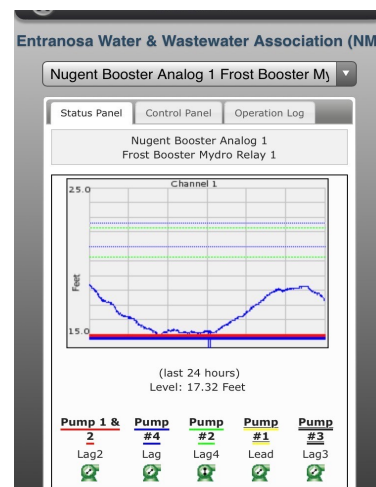 Entranosa Water & Wastewater Association (NM
Nugent Booster Analog 1 Frost Booster My
Status Panel
Control Panel
Operation Log
Nugent Booster Analog 1
Frost Booster Mydro Relay 1
Channel 1
25.0
Feet
15.0
(last 24 hours)
Level: 17.32 Feet
Pump 1 & 2
Pump #4
Pump #2
Pump #1
Pump #3
Lag2
Lag
Lag4
Lead
Lag3